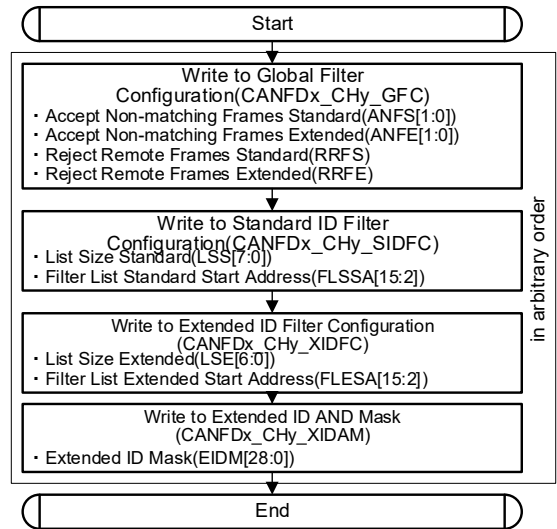 Start
Write to Global Filter
Configuration(CANFDx_CHy_GFC)
・Accept Non-matching Frames Standard(ANFS[1:0])
・Accept Non-matching Frames Extended(ANFE[1:0])
・Reject Remote Frames Standard(RRFS)
・Reject Remote Frames Extended(RRFE)
Write to Standard ID Filter
Configuration(CANFDx_CHy_SIDFC)
・List Size Standard(LSS[7:0])
・Filter List Standard Start Address(FLSSA[15:2])
Write to Extended ID Filter Configuration
(CANFDx_CHy_XIDFC)
・List Size Extended(LSE[6:0])
・Filter List Extended Start Address(FLESA[15:2])
Write to Extended ID AND Mask
(CANFDx_CHy_XIDAM)
・Extended ID Mask(EIDM[28:0])
in arbitrary order
End